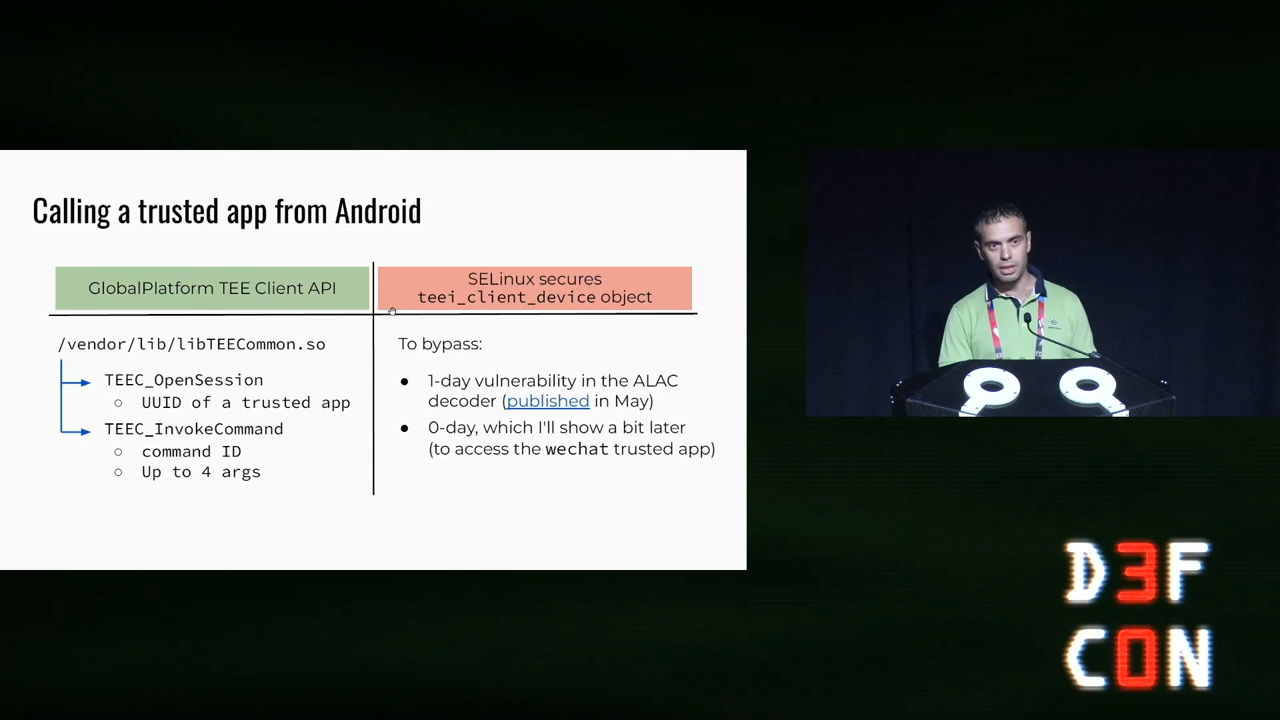 Calling a trusted app from Android
GlobalPlatform TEE Client API
SELinux secures
teei_client_device object
/vendor/lib/libTEECommon.so
TEEC_OpenSession
○ UUID of a trusted app
TEEC_InvokeCommand
○ command ID
○ Up to 4 args
To bypass:
● 1-day vulnerability in the ALAC
decoder (published in May)
● 0-day, which I'll show a bit later
(to access the wechat trusted app)
D3F
C0N